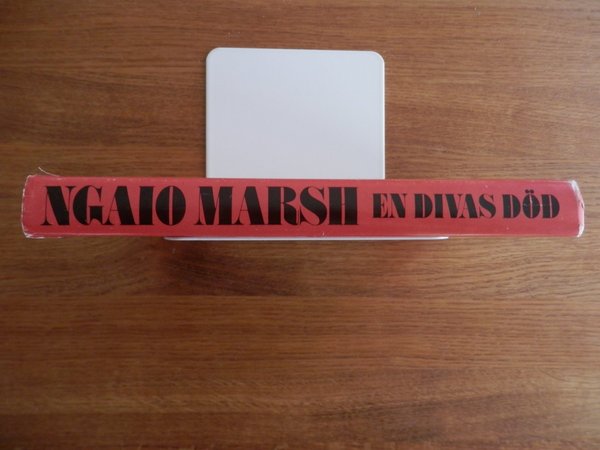 NGAIO MARSH EN DIVAS DÖD